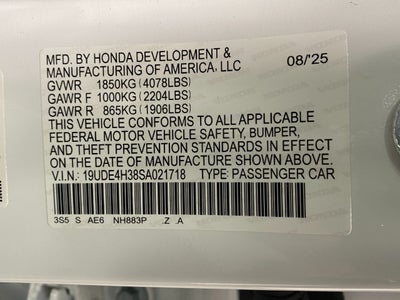 MFD. BY HONDA DEVELOPMENT & 08/'25
MANUFACTURING OF AMERICA, LLC
GVWR 1850KG(4078LBS)
GAWR F 1000KG(2204LBS)
GAWR R 865KG(1906LBS)
THIS VEHICLE CONFORMS TO ALL APPLICABLE
FEDERAL MOTOR VEHICLE SAFETY, BUMPER,
AND THEFT PREVENTION STANDARDS IN EFFECT
ON THE DATE OF MANUFACTURE SHOWN ABOVE.
V.I.N: 19UDE4H38SA021718 TYPE: PASSENGER CAR
3S5 S AE6 NH883P .Z .A